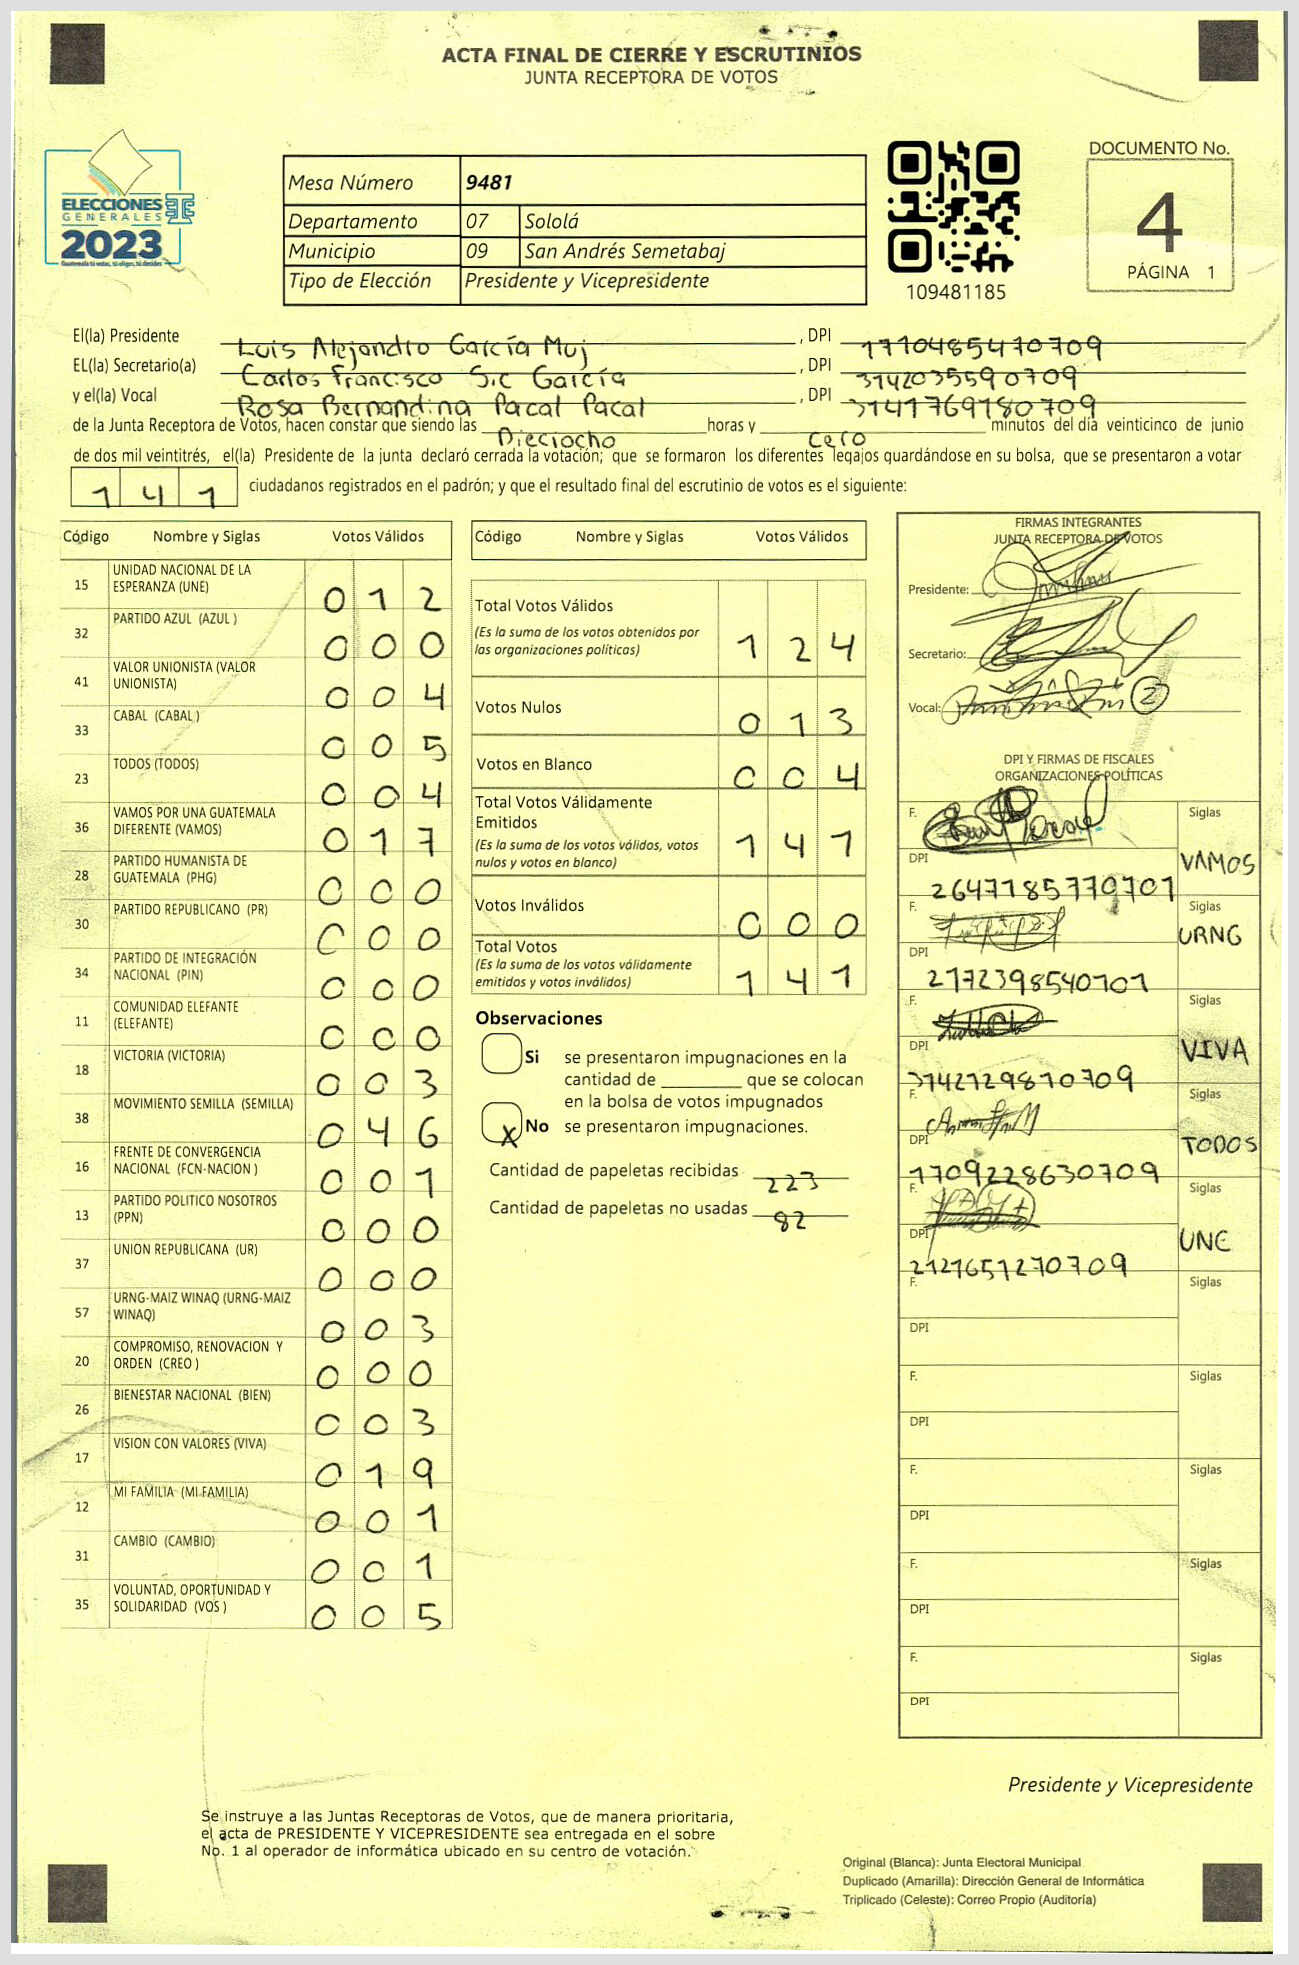 ACTA FINAL DE CIERRE Y ESCRUTINIOS
JUNTA RECEPTORA DE VOTOS
ELECCIONES
GENERALES
2023
Guatemala tú votas, tú eliges, tú decides
Mesa Número 9481
Departamento 07 Sololá
Municipio 09 San Andrés Semetabaj
Tipo de Elección Presidente y Vicepresidente
109481185
DOCUMENTO No.
4
PÁGINA 1
El(la) Presidente Luis Alejandro García Muj , DPI 1710485470709
EL(la) Secretario(a) Carlos Francisco Sic García , DPI 3142035590709
y el(la) Vocal Rosa Bernandina Pacal Pacal , DPI 3141769180709
de la Junta Receptora de Votos, hacen constar que siendo las Dieciocho horas y cero minutos del día veinticinco de junio
de dos mil veintitrés, el(la) Presidente de la junta declaró cerrada la votación; que se formaron los diferentes legajos guardándose en su bolsa, que se presentaron a votar
141 ciudadanos registrados en el padrón; y que el resultado final del escrutinio de votos es el siguiente:
Código Nombre y Siglas Votos Válidos
15 UNIDAD NACIONAL DE LA ESPERANZA (UNE) 012
32 PARTIDO AZUL (AZUL ) 000
41 VALOR UNIONISTA (VALOR UNIONISTA) 004
33 CABAL (CABAL ) 005
23 TODOS (TODOS) 004
36 VAMOS POR UNA GUATEMALA DIFERENTE (VAMOS) 017
28 PARTIDO HUMANISTA DE GUATEMALA (PHG) 000
30 PARTIDO REPUBLICANO (PR) 000
34 PARTIDO DE INTEGRACIÓN NACIONAL (PIN) 000
11 COMUNIDAD ELEFANTE (ELEFANTE) 000
18 VICTORIA (VICTORIA) 003
38 MOVIMIENTO SEMILLA (SEMILLA) 046
16 FRENTE DE CONVERGENCIA NACIONAL (FCN-NACION ) 001
13 PARTIDO POLITICO NOSOTROS (PPN) 000
37 UNION REPUBLICANA (UR) 000
57 URNG-MAIZ WINAQ (URNG-MAIZ WINAQ) 003
20 COMPROMISO, RENOVACION Y ORDEN (CREO ) 000
26 BIENESTAR NACIONAL (BIEN) 003
17 VISION CON VALORES (VIVA) 019
12 MI FAMILIA (MI FAMILIA) 001
31 CAMBIO (CAMBIO) 001
35 VOLUNTAD, OPORTUNIDAD Y SOLIDARIDAD (VOS ) 005
Código Nombre y Siglas Votos Válidos
Total Votos Válidos 124
(Es la suma de los votos obtenidos por
las organizaciones políticas)
Votos Nulos 013
Votos en Blanco 004
Total Votos Válidamente
Emitidos 141
(Es la suma de los votos válidos, votos
nulos y votos en blanco)
Votos Inválidos 000
Total Votos 141
(Es la suma de los votos válidamente
emitidos y votos inválidos)
Observaciones
Si se presentaron impugnaciones en la
cantidad de ________ que se colocan
en la bolsa de votos impugnados
X No se presentaron impugnaciones.
Cantidad de papeletas recibidas 223
Cantidad de papeletas no usadas 82
FIRMAS INTEGRANTES
JUNTA RECEPTORA DE VOTOS
Presidente:
Secretario:
Vocal:
DPI Y FIRMAS DE FISCALES
ORGANIZACIONES POLÍTICAS
F. Siglas
DPI 2647785770701 VAMOS
F. Siglas
DPI 2172398540701 URNG
F. Siglas
DPI 3142129810709 VIVA
F. Siglas
DPI 1709228630709 TODOS
F. Siglas
DPI 2121651270709 UNE
F. Siglas
DPI
F. Siglas
DPI
F. Siglas
DPI
F. Siglas
DPI
F. Siglas
DPI
Presidente y Vicepresidente
Se instruye a las Juntas Receptoras de Votos, que de manera prioritaria,
el acta de PRESIDENTE Y VICEPRESIDENTE sea entregada en el sobre
No. 1 al operador de informática ubicado en su centro de votación.
Original (Blanca): Junta Electoral Municipal
Duplicado (Amarilla): Dirección General de Informática
Triplicado (Celeste): Correo Propio (Auditoría)